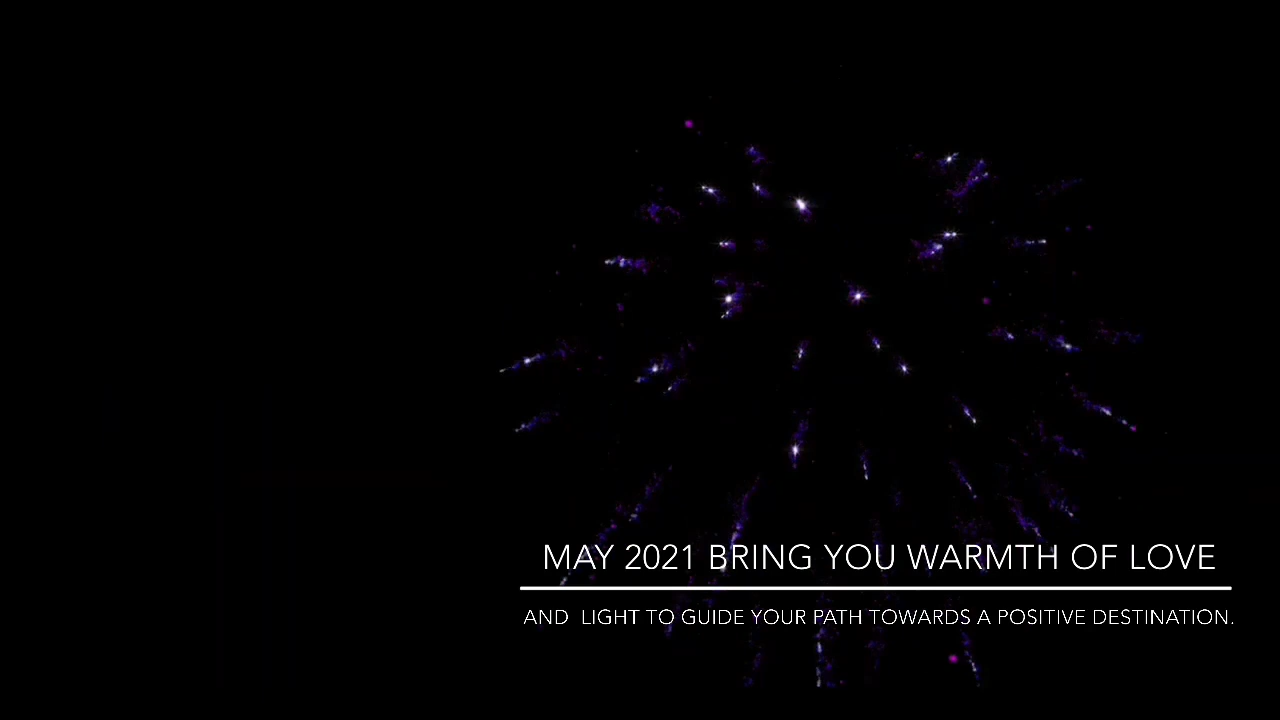 MAY 2021 BRING YOU WARMTH OF LOVE
AND LIGHT TO GUIDE YOUR PATH TOWARDS A POSITIVE DESTINATION.